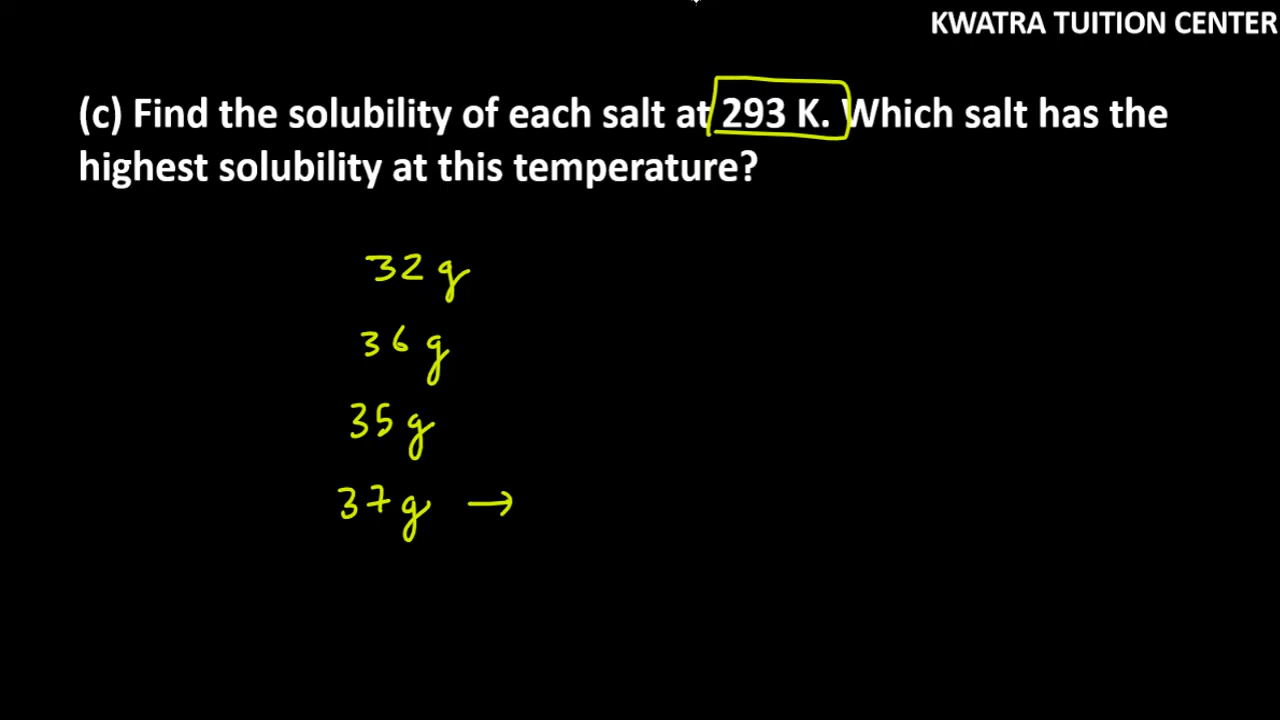 KWATRA TUITION CENTER
(c) Find the solubility of each salt at 293 K. Which salt has the
highest solubility at this temperature?
32 g
36 g
35 g
37 g →